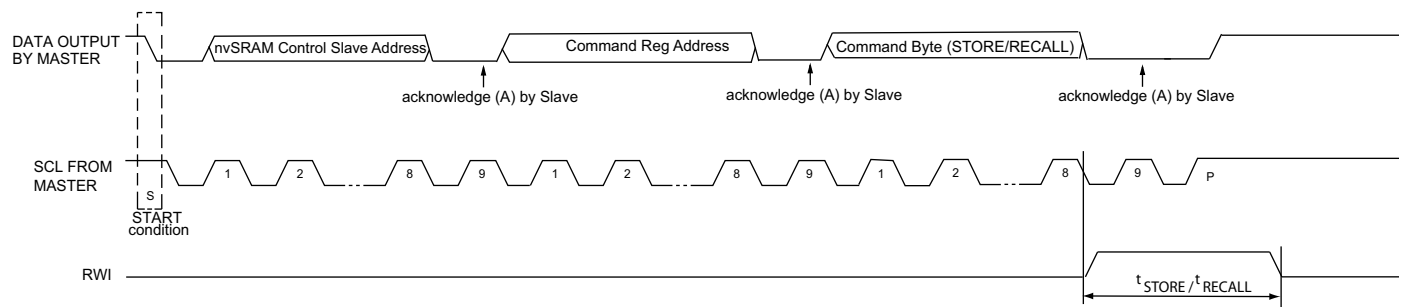 DATA OUTPUT
BY MASTER
nvSRAM Control Slave Address
Command Reg Address
Command Byte (STORE/RECALL)
acknowledge (A) by Slave
acknowledge (A) by Slave
acknowledge (A) by Slave
SCL FROM
MASTER
1 2 8 9 1 2 8 9 1 2 8 9 P
S
START
condition
RWI
tSTORE/tRECALL